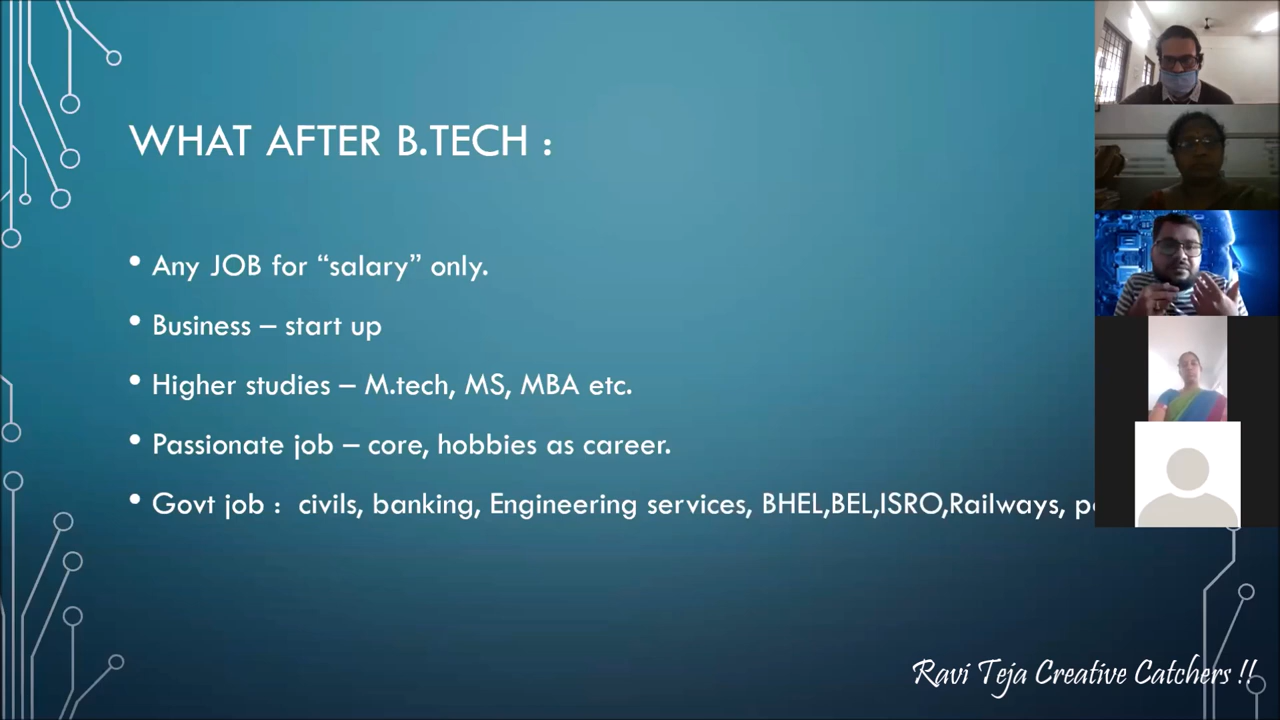 WHAT AFTER B.TECH :
• Any JOB for “salary” only.
• Business – start up
• Higher studies – M.tech, MS, MBA etc.
• Passionate job – core, hobbies as career.
• Govt job :  civils, banking, Engineering services, BHEL,BEL,ISRO,Railways,
Ravi Teja Creative Catchers !!